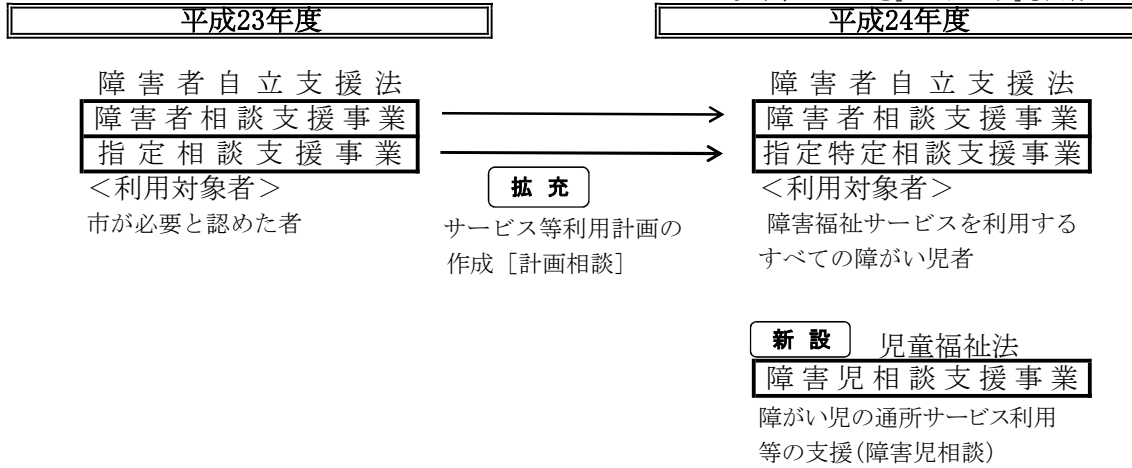 平成23年度
平成24年度
障害者自立支援法
障害者相談支援事業
指定相談支援事業
<利用対象者>
市が必要と認めた者
拡充
サービス等利用計画の
作成[計画相談]
障害者自立支援法
障害者相談支援事業
指定特定相談支援事業
<利用対象者>
障害福祉サービスを利用する
すべての障がい児者
新設 児童福祉法
障害児相談支援事業
障がい児の通所サービス利用
等の支援(障害児相談)